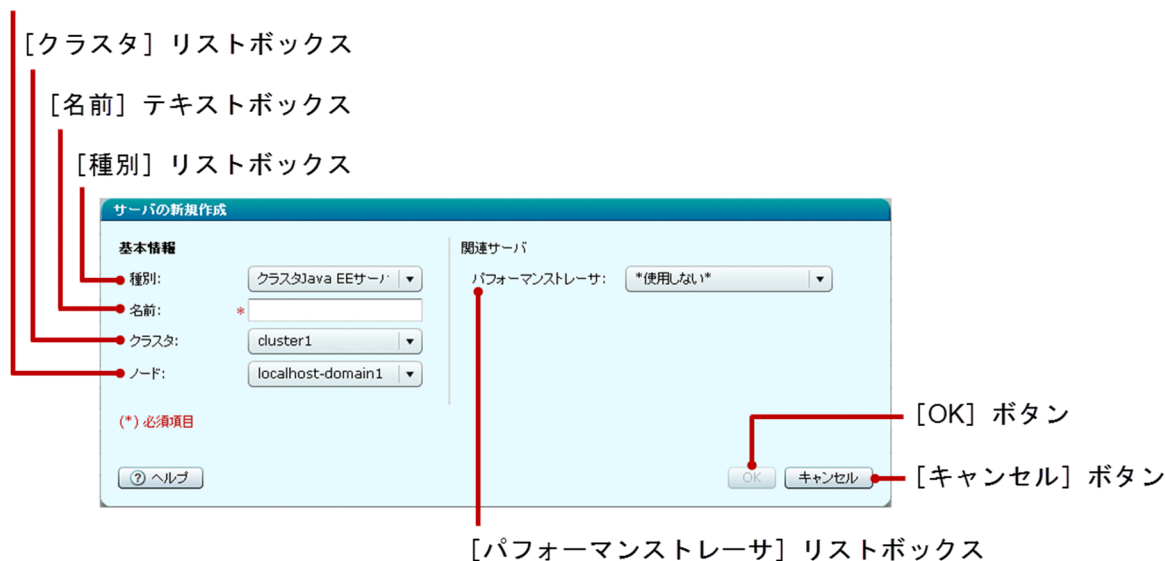 ［クラスタ］リストボックス
［名前］テキストボックス
［種別］リストボックス
サーバの新規作成
基本情報
種別:
クラスタJava EEサーバ
名前:
*
クラスタ:
cluster1
ノード:
localhost-domain1
(*) 必須項目
関連サーバ
パフォーマンストレーサ:
*使用しない*
ヘルプ
OK
キャンセル
［OK］ボタン
［キャンセル］ボタン
［パフォーマンストレーサ］リストボックス